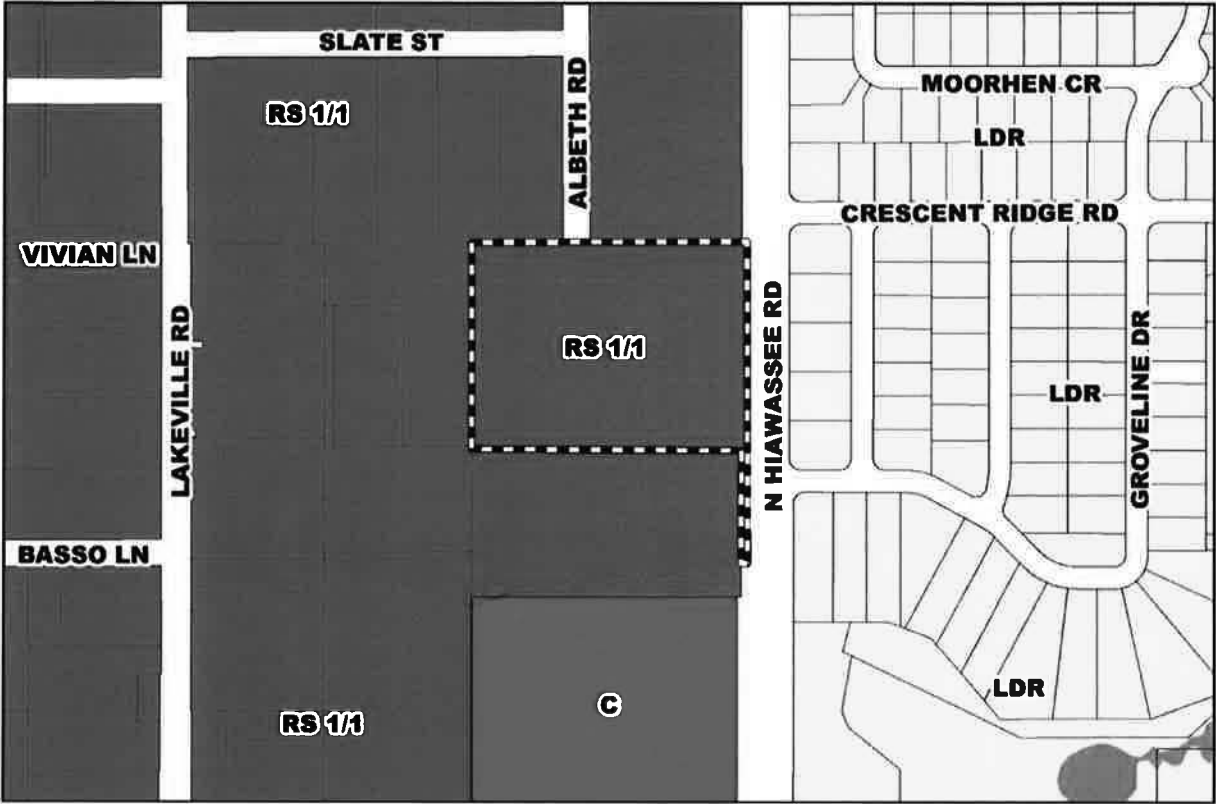 SLATE ST
MOORHEN CR
RS 1/1
ALBETH RD
LDR
CRESCENT RIDGE RD
VIVIAN LN
LAKEVILLE RD
RS 1/1
N HIAWASSEE RD
LDR
GROVELINE DR
BASSO LN
LDR
C
RS 1/1